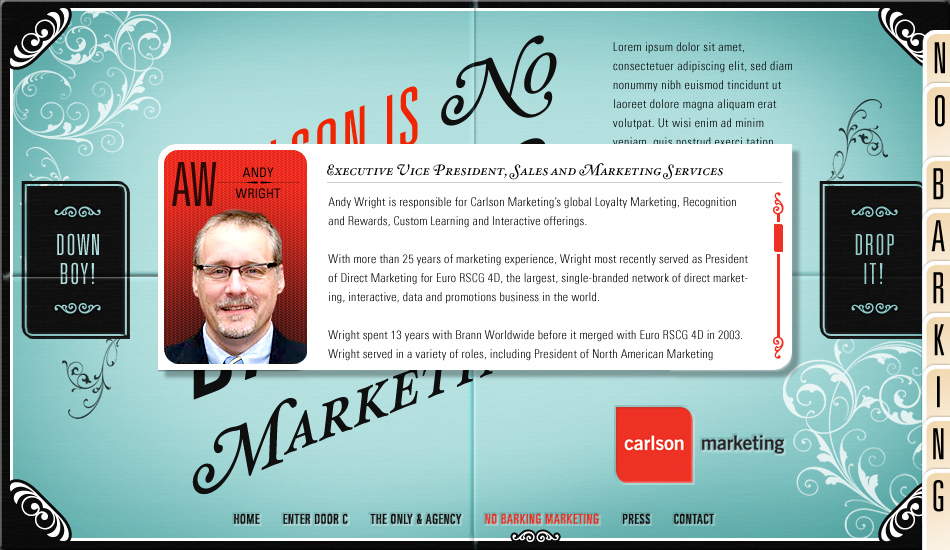 No
LSON IS
Lorem ipsum dolor sit amet,
consectetuer adipiscing elit, sed diam
nonummy nibh euismod tincidunt ut
laoreet dolore magna aliquam erat
volutpat. Ut wisi enim ad minim
veniam, quis nostrud exerci tation
AW
ANDY
WRIGHT
Executive Vice President, Sales and Marketing Services
Andy Wright is responsible for Carlson Marketing's global Loyalty Marketing, Recognition
and Rewards, Custom Learning and Interactive offerings.
With more than 25 years of marketing experience, Wright most recently served as President
of Direct Marketing for Euro RSCG 4D, the largest, single-branded network of direct market-
ing, interactive, data and promotions business in the world.
Wright spent 13 years with Brann Worldwide before it merged with Euro RSCG 4D in 2003.
Wright served in a variety of roles, including President of North American Marketing
DOWN
BOY!
DROP
IT!
Marketi
carlson marketing
HOME ENTER DOOR C THE ONLY & AGENCY NO BARKING MARKETING PRESS CONTACT
N
O
B
A
R
K
I
N
G